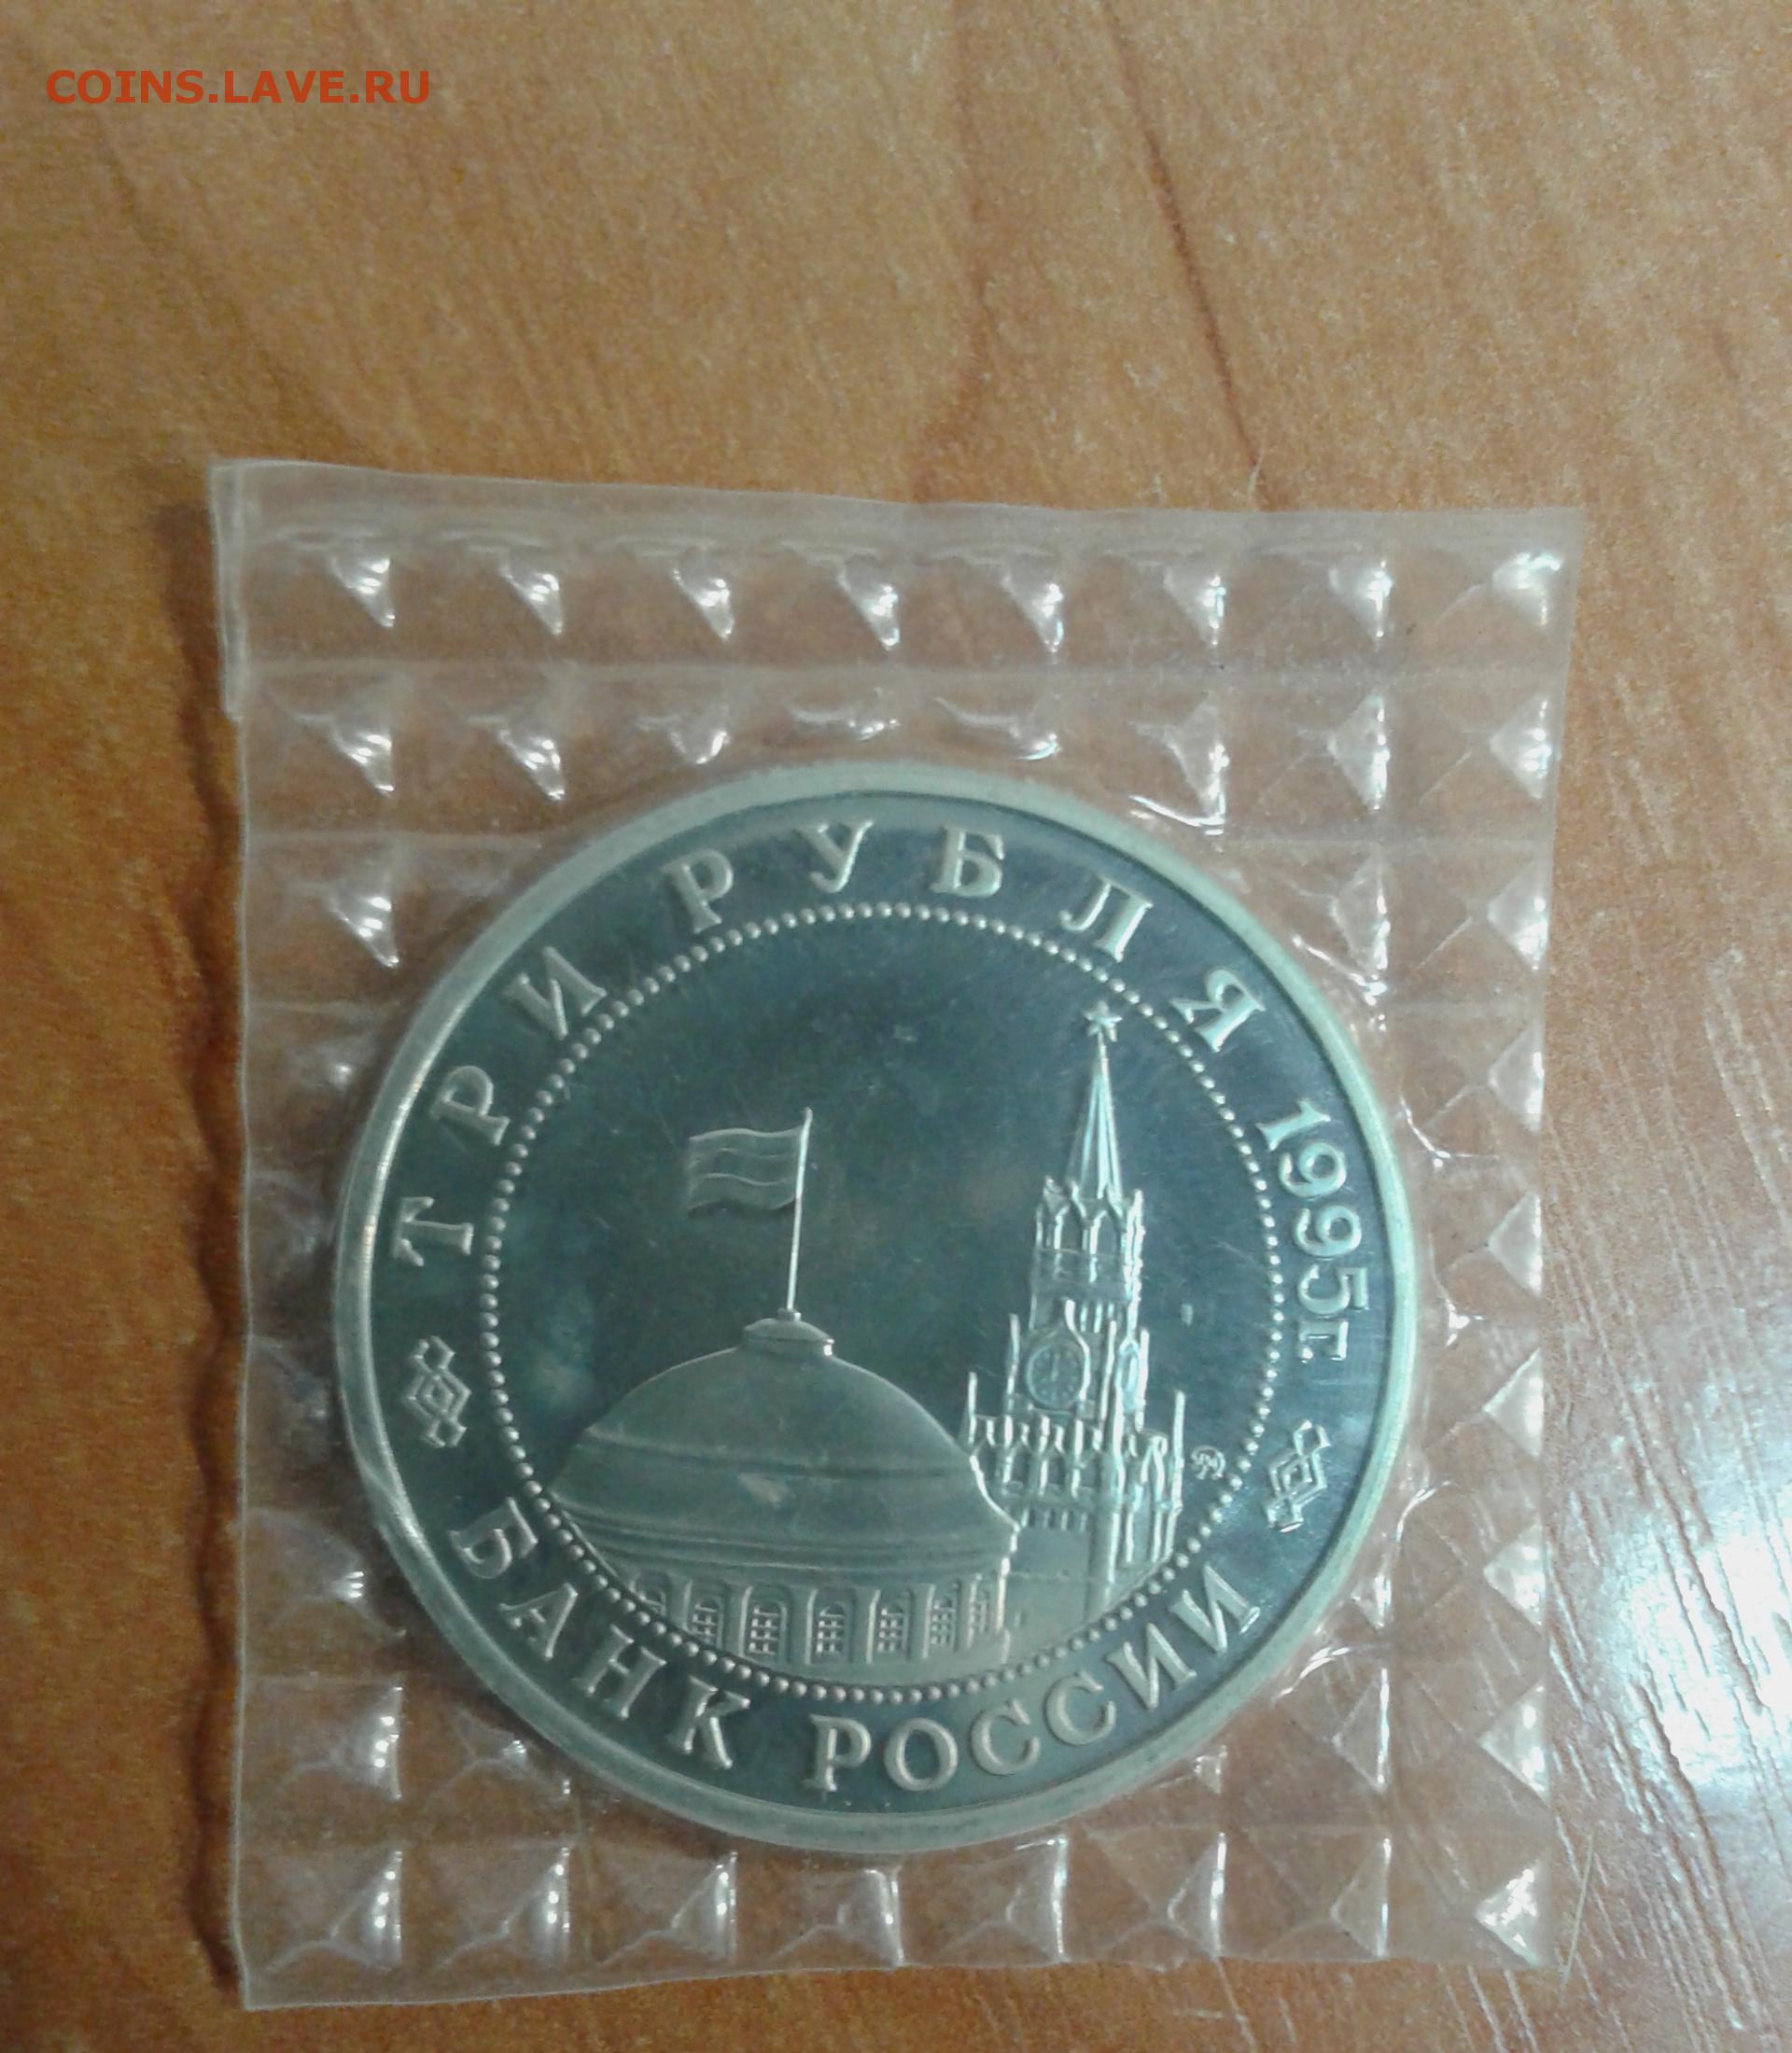 COINS.LAVE.RU
ТРИ РУБЛЯ 1995г.
БАНК РОССИИ